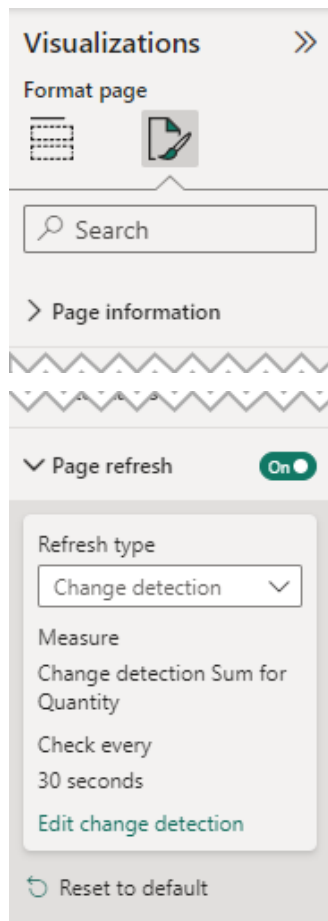 Visualizations
Format page
Search
Page information
Page refresh
On
Refresh type
Change detection
Measure
Change detection Sum for
Quantity
Check every
30 seconds
Edit change detection
Reset to default